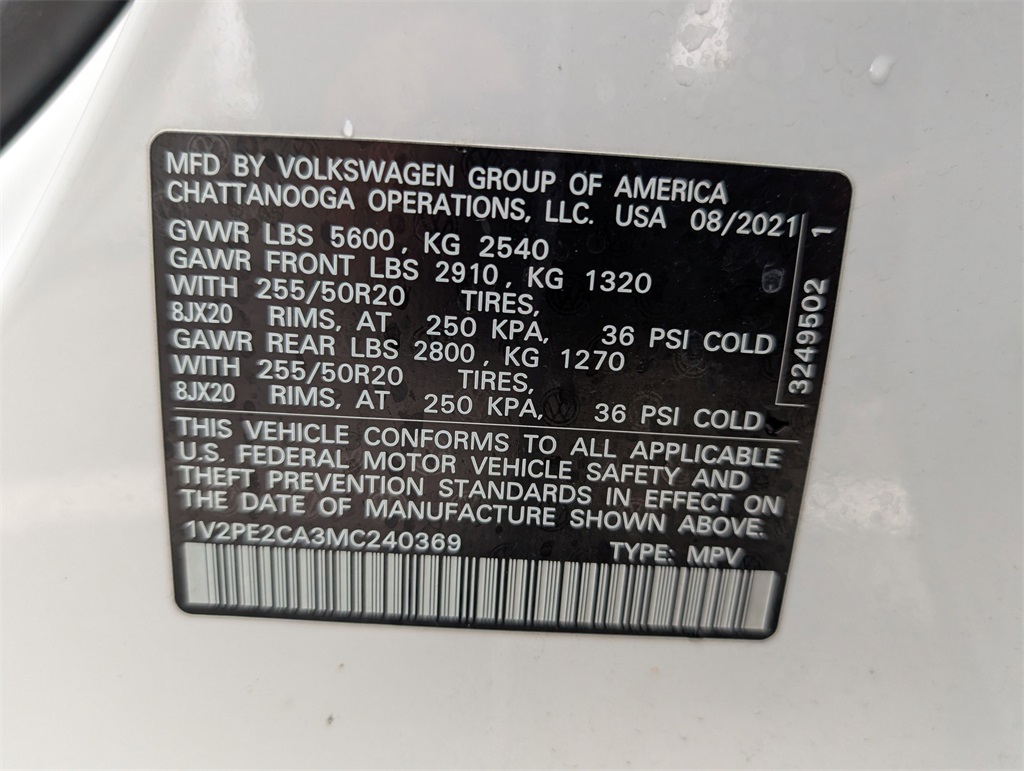 MFD BY VOLKSWAGEN GROUP OF AMERICA
CHATTANOOGA OPERATIONS, LLC. USA 08/2021
GVWR LBS 5600, KG 2540
GAWR FRONT LBS 2910, KG 1320
WITH 255/50R20 TIRES,
8JX20 RIMS, AT 250 KPA, 36 PSI COLD
GAWR REAR LBS 2800, KG 1270
WITH 255/50R20 TIRES,
8JX20 RIMS, AT 250 KPA, 36 PSI COLD
3249502 1
THIS VEHICLE CONFORMS TO ALL APPLICABLE
U.S. FEDERAL MOTOR VEHICLE SAFETY AND
THEFT PREVENTION STANDARDS IN EFFECT ON
THE DATE OF MANUFACTURE SHOWN ABOVE.
1V2PE2CA3MC240369 TYPE: MPV